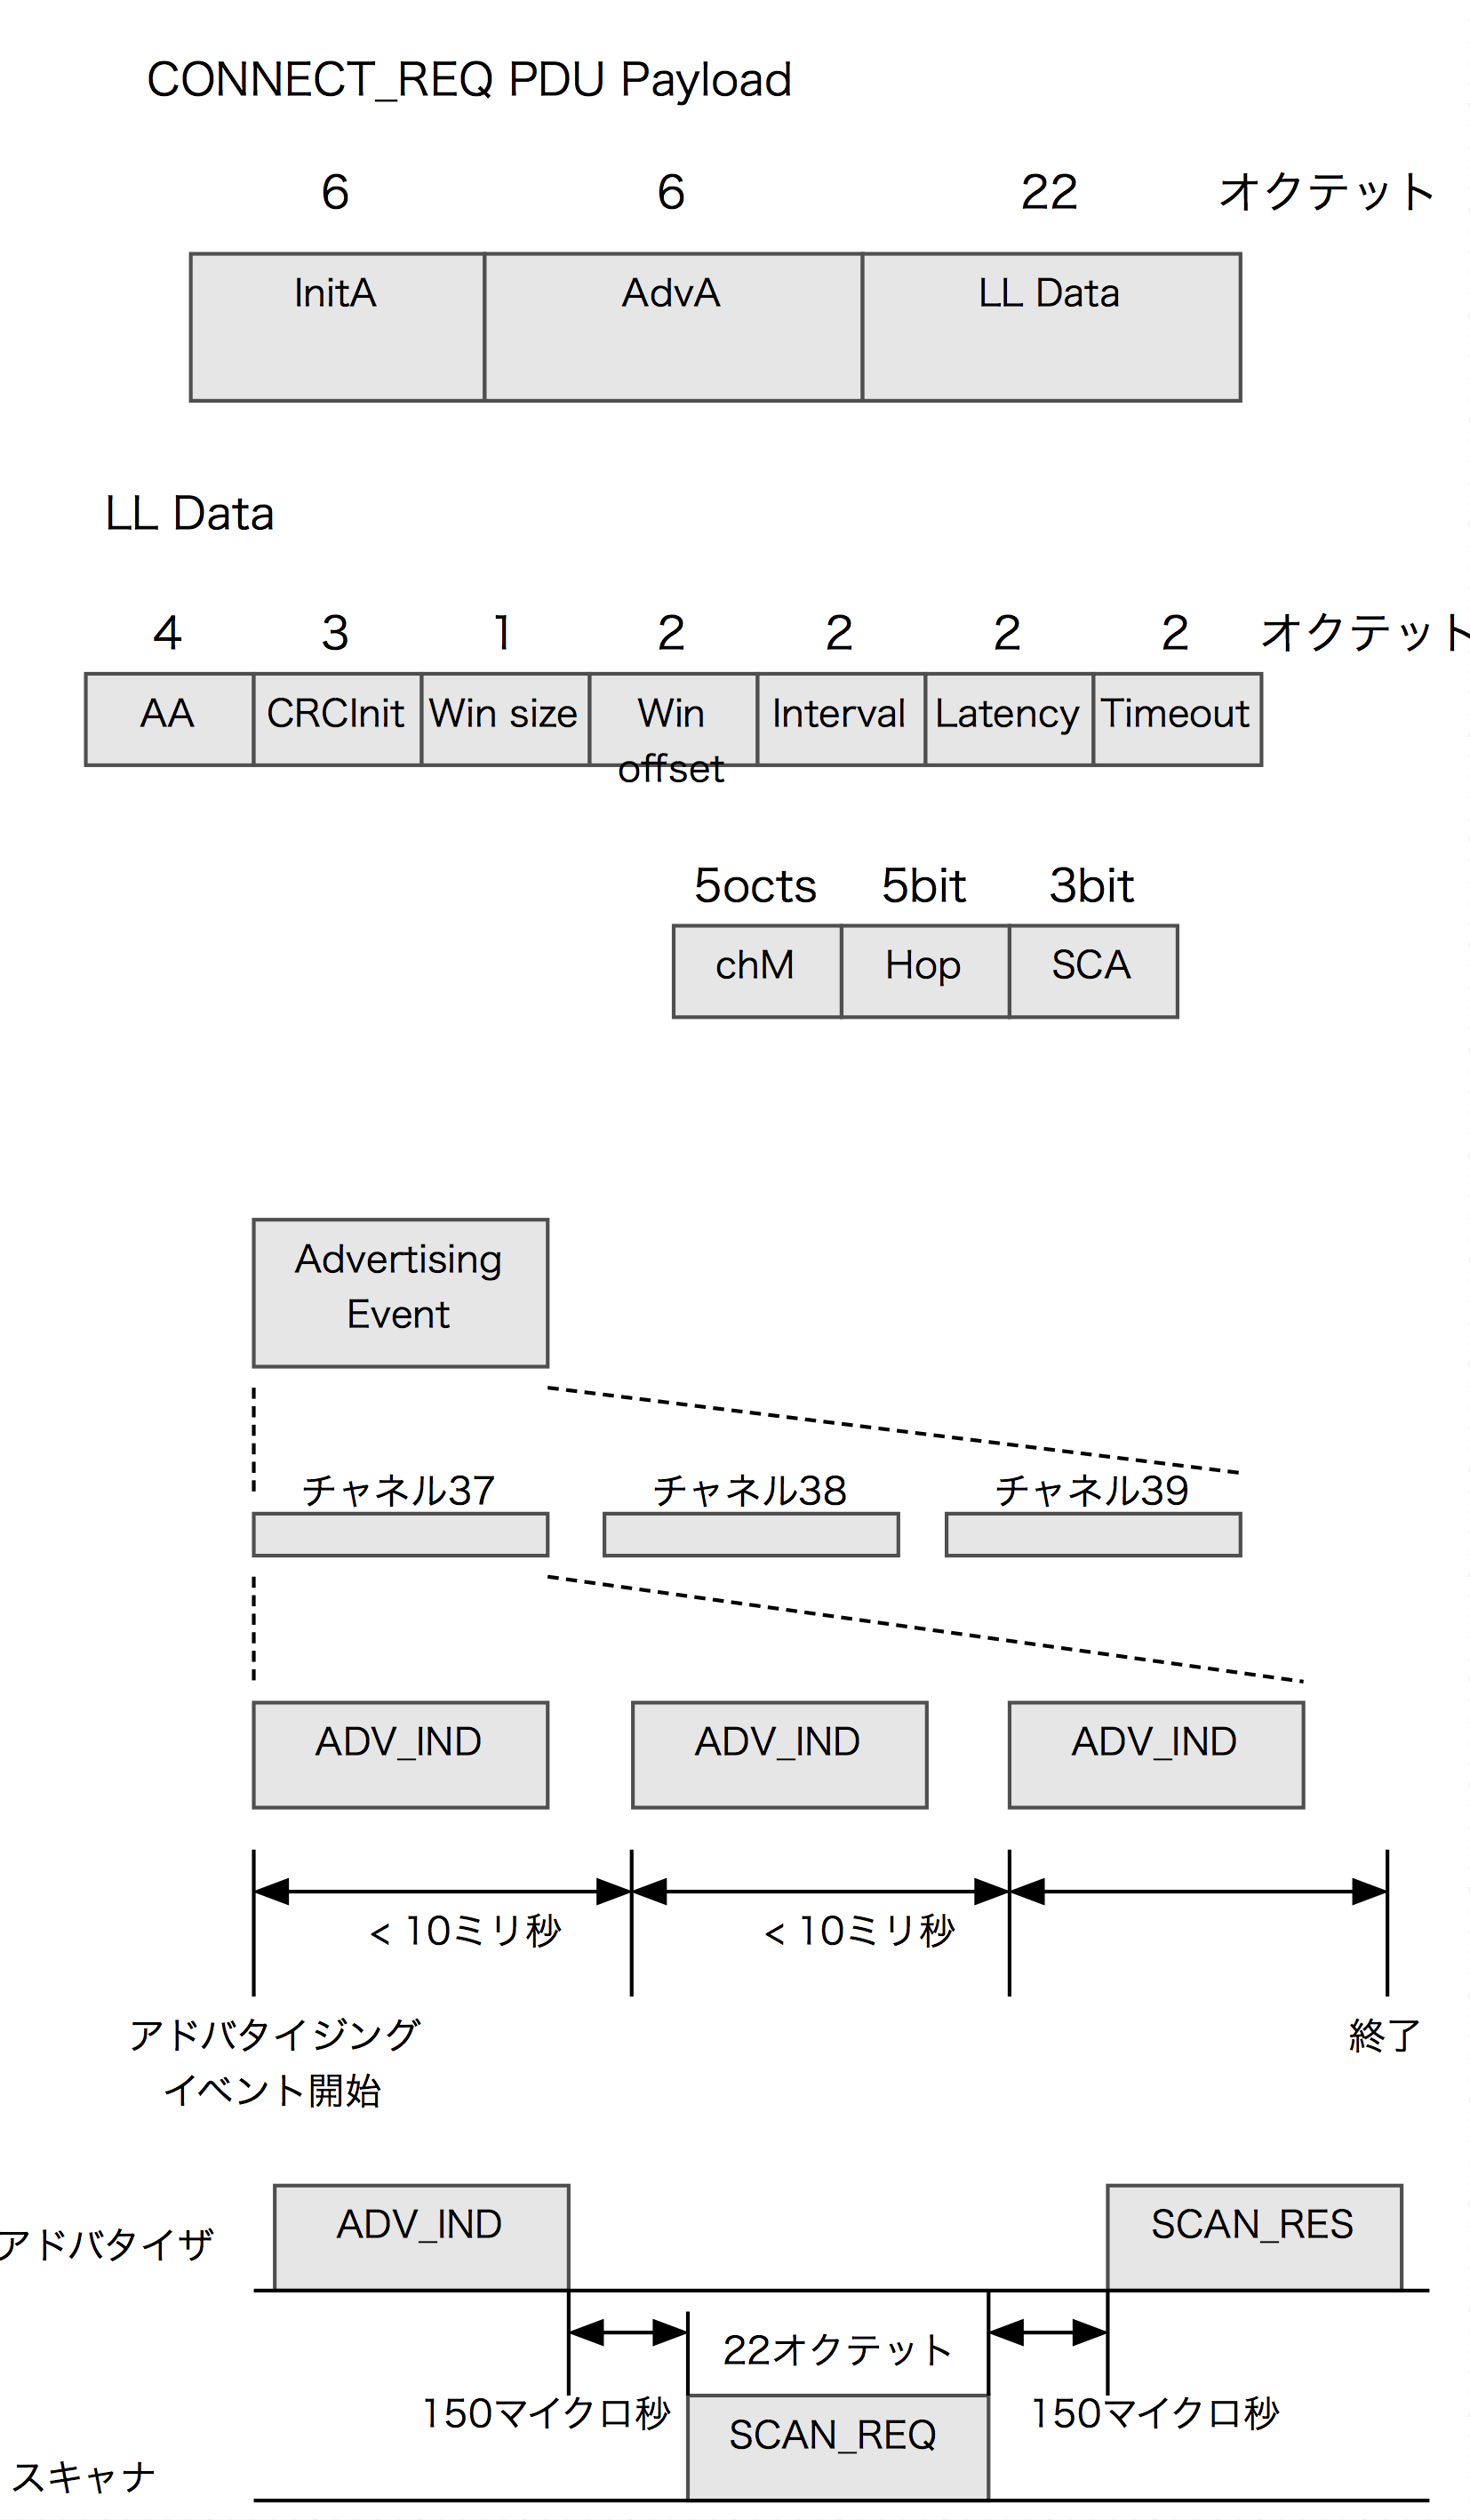 CONNECT_REQ PDU Payload
6 6 22 オクテット
InitA AdvA LL Data
LL Data
4 3 1 2 2 2 2 オクテット
AA CRCInit Win size Win Interval Latency Timeout
offset
5octs 5bit 3bit
chM Hop SCA
Advertising
Event
チャネル37 チャネル38 チャネル39
ADV_IND ADV_IND ADV_IND
< 10ミリ秒 < 10ミリ秒
アドバタイジング 終了
イベント開始
ADV_IND SCAN_RES
アドバタイザ
22オクテット
150マイクロ秒 150マイクロ秒
SCAN_REQ
スキャナ